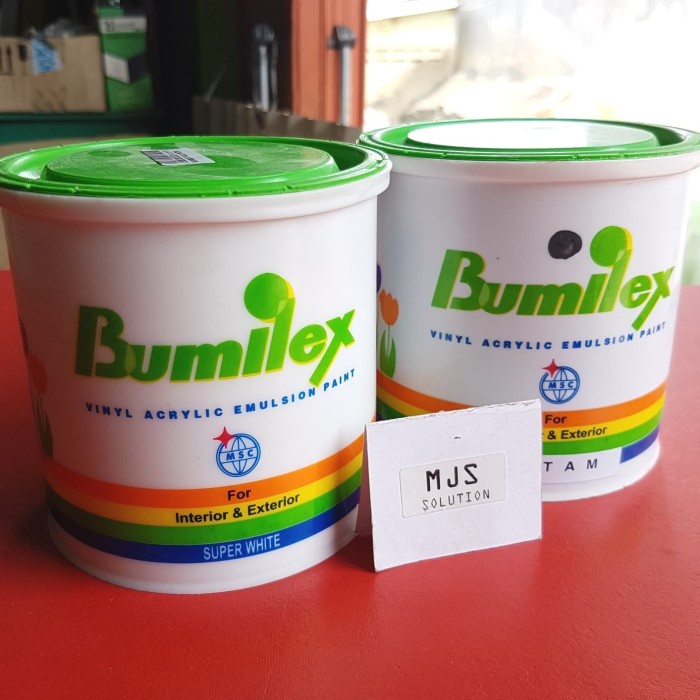 Bumilex
VINYL ACRYLIC EMULSION PAINT
MSC
For
Interior & Exterior
SUPER WHITE
Bumilex
VINYL ACRYLIC EMULSION PAINT
MSC
For
& Exterior
TAM
MJS
SOLUTION